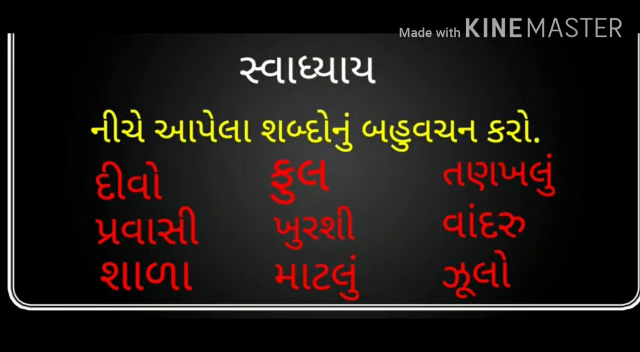 Made with KINEMASTER
સ્વાધ્યાય
નીચે આપેલા શબ્દોનું બહુવચન કરો.
દીવો ફુલ તણખલું
પ્રવાસી ખુરશી વાંદરુ
શાળા માટલું ઝૂલો